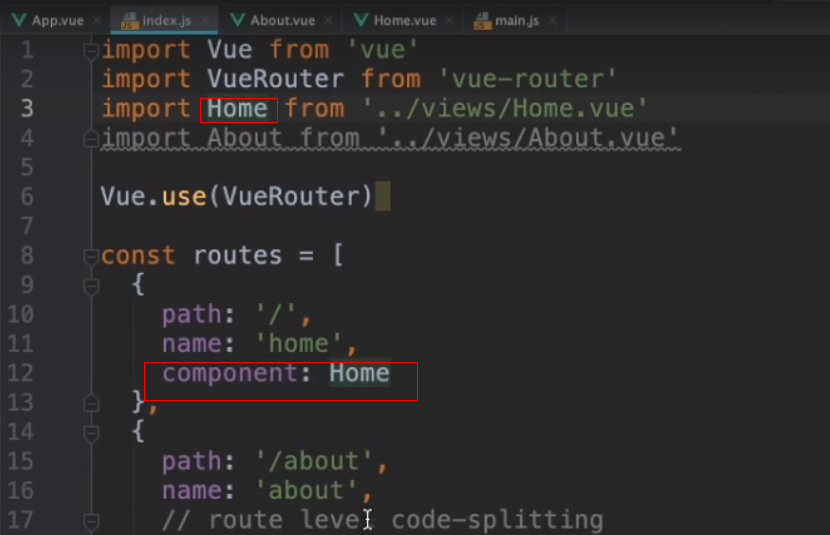 App.vue index.js About.vue Home.vue main.js
1 import Vue from 'vue'
2 import VueRouter from 'vue-router'
3 import Home from '../views/Home.vue'
4 import About from '../views/About.vue'
5
6 Vue.use(VueRouter)
7
8 const routes = [
9 {
10 path: '/',
11 name: 'home',
12 component: Home
13 },
14 {
15 path: '/about',
16 name: 'about',
17 // route level code-splitting